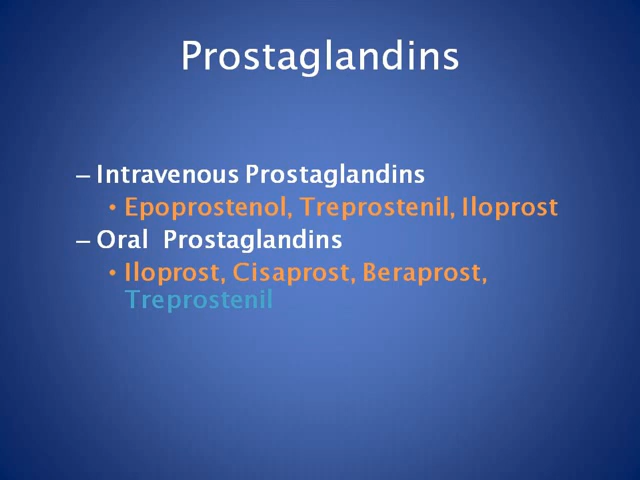 Prostaglandins
– Intravenous Prostaglandins
• Epoprostenol, Treprostenil, Iloprost
– Oral Prostaglandins
• Iloprost, Cisaprost, Beraprost,
Treprostenil